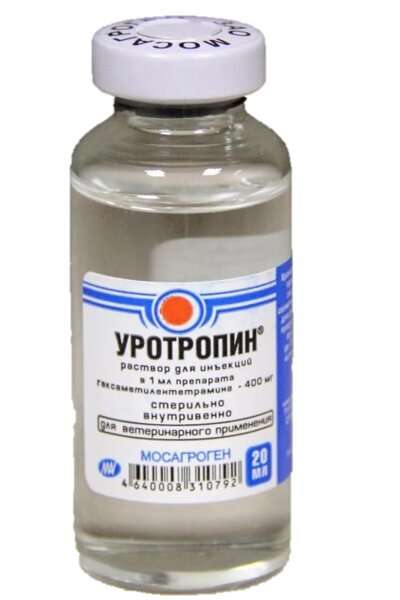 МОСАГРО
УРОТРОПИН®
раствор для инъекций
в 1 мл препарата
гексаметилентетрамина - 400 мг
стерильно
внутривенно
для ветеринарного применения
МОСАГРОГЕН
20
МЛ
4 640008 310792